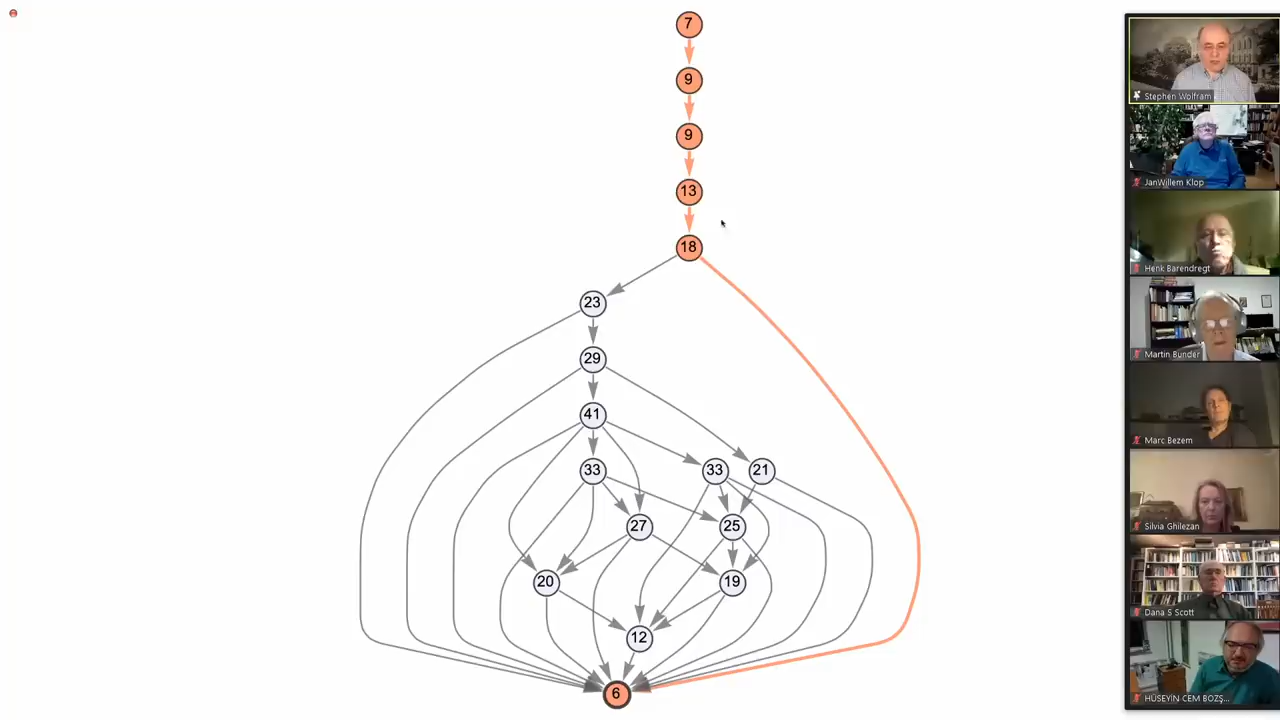 7
9
9
13
18
23
29
41
33
33
21
27
25
20
19
12
6
Stephen Wolfram
JanWillem Klop
Henk Barendregt
Martin Bunder
Marc Bezem
Silvia Ghilezan
Dana S Scott
HÜSEYİN CEM BOZŞ...